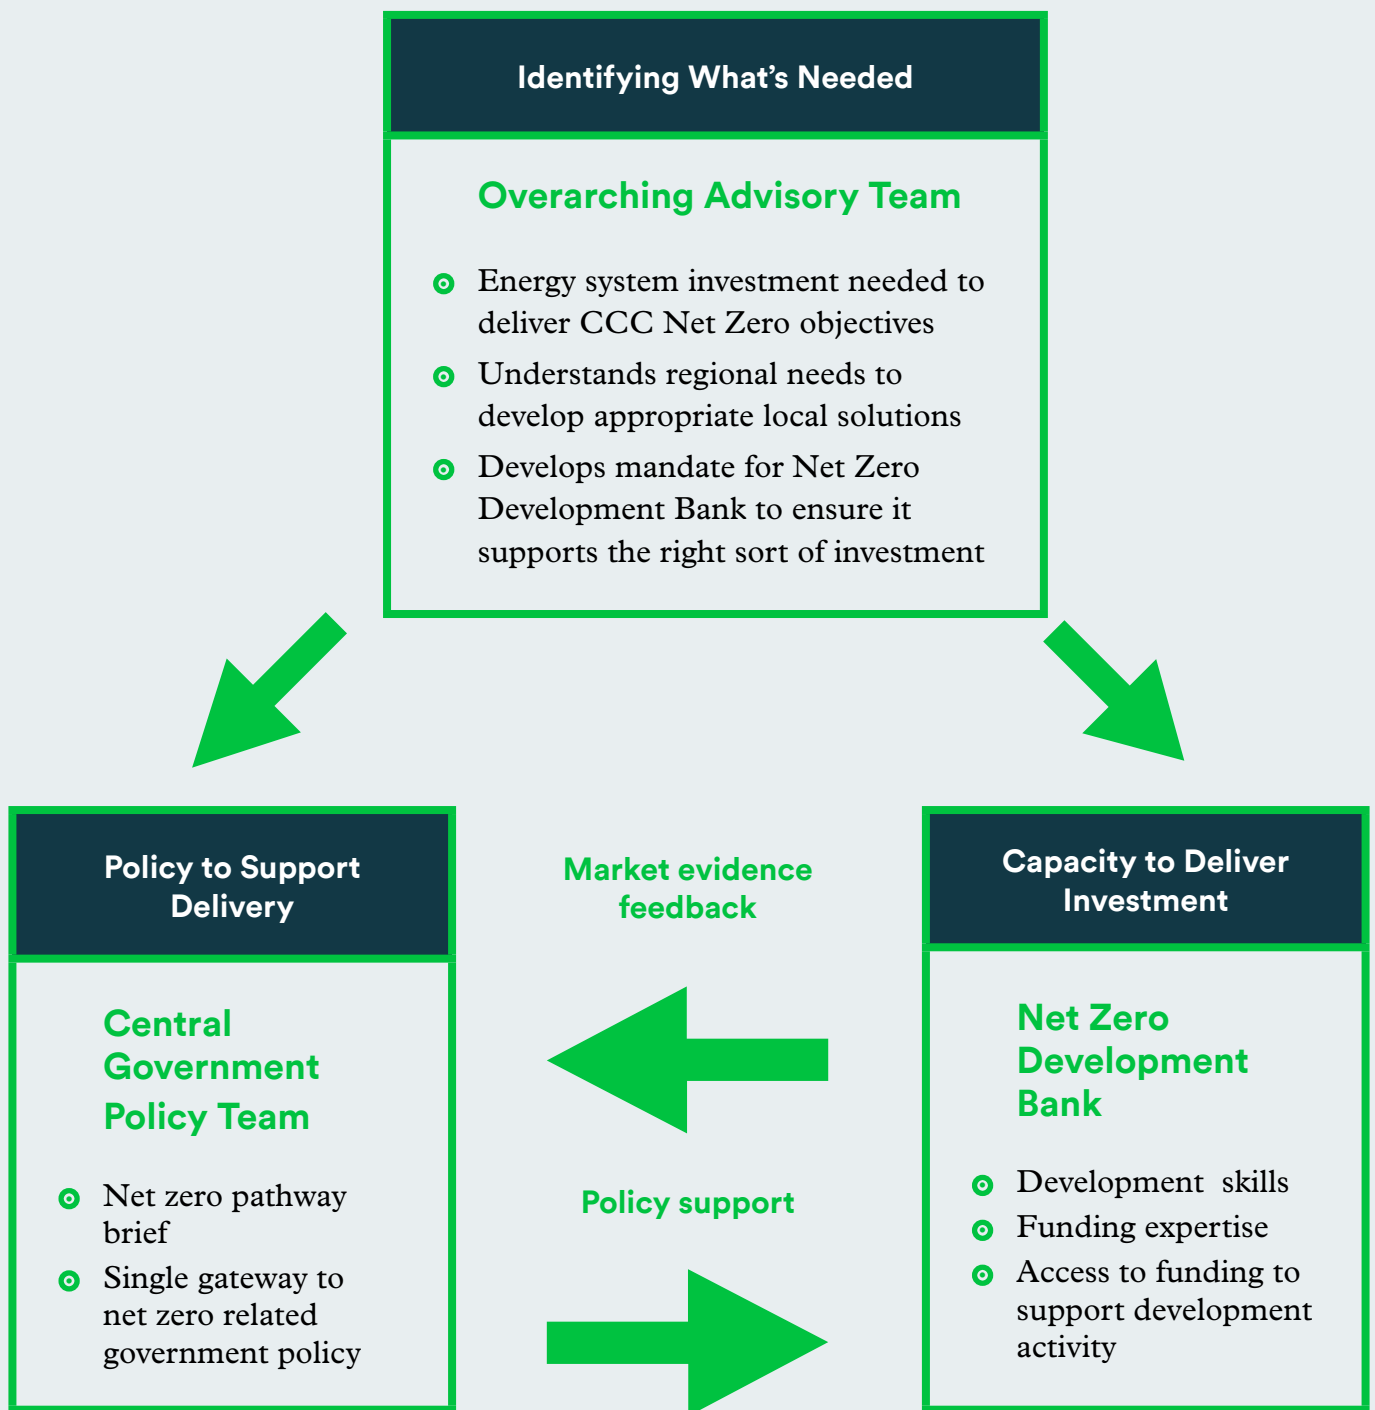 Identifying What’s Needed
Overarching Advisory Team
Energy system investment needed to
deliver CCC Net Zero objectives
Understands regional needs to
develop appropriate local solutions
Develops mandate for Net Zero
Development Bank to ensure it
supports the right sort of investment
Policy to Support
Delivery
Central
Government
Policy Team
Net zero pathway
brief
Single gateway to
net zero related
government policy
Market evidence
feedback
Policy support
Capacity to Deliver
Investment
Net Zero
Development
Bank
Development  skills
Funding expertise
Access to funding to
support development
activity